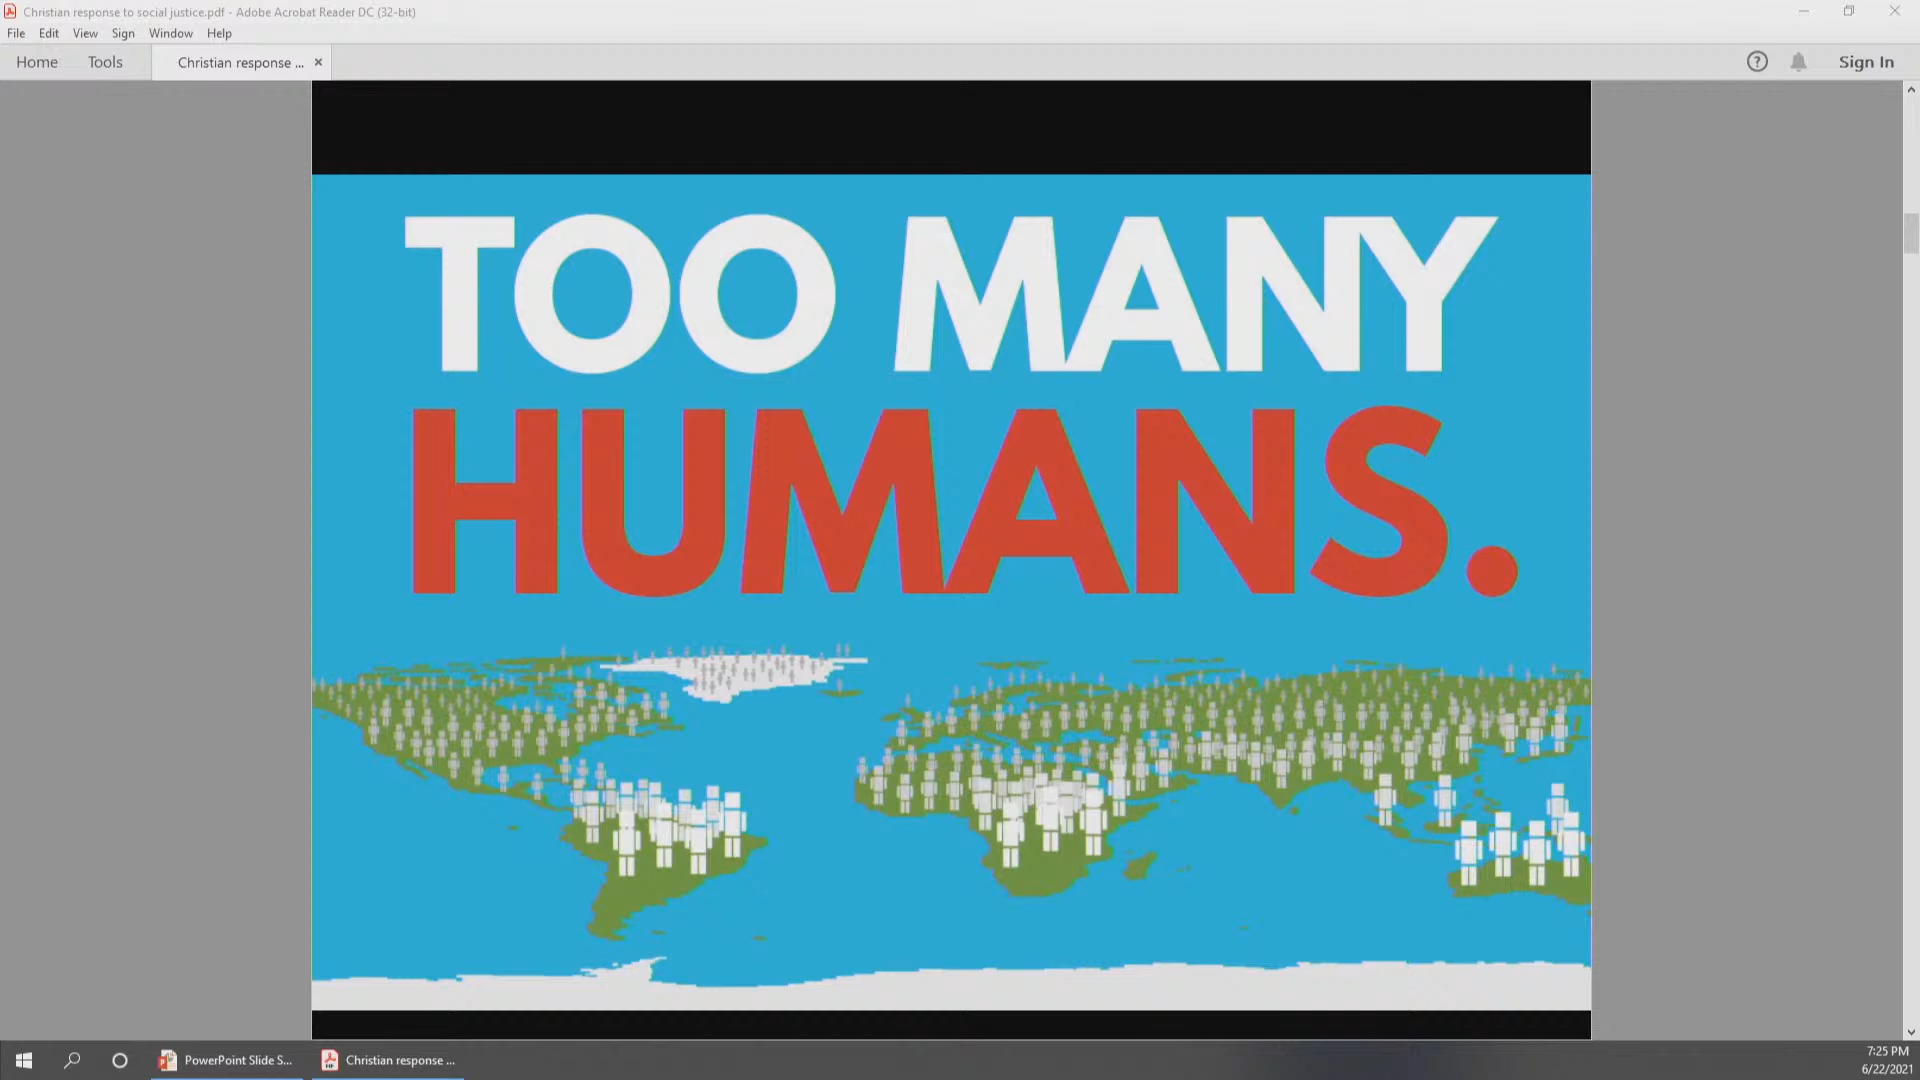 Christian response to social justice.pdf - Adobe Acrobat Reader DC (32-bit)
File Edit View Sign Window Help
Home Tools Christian response ... × Sign In
TOO MANY
HUMANS.
PowerPoint Slide S... Christian response ... 7:25 PM
6/22/2021